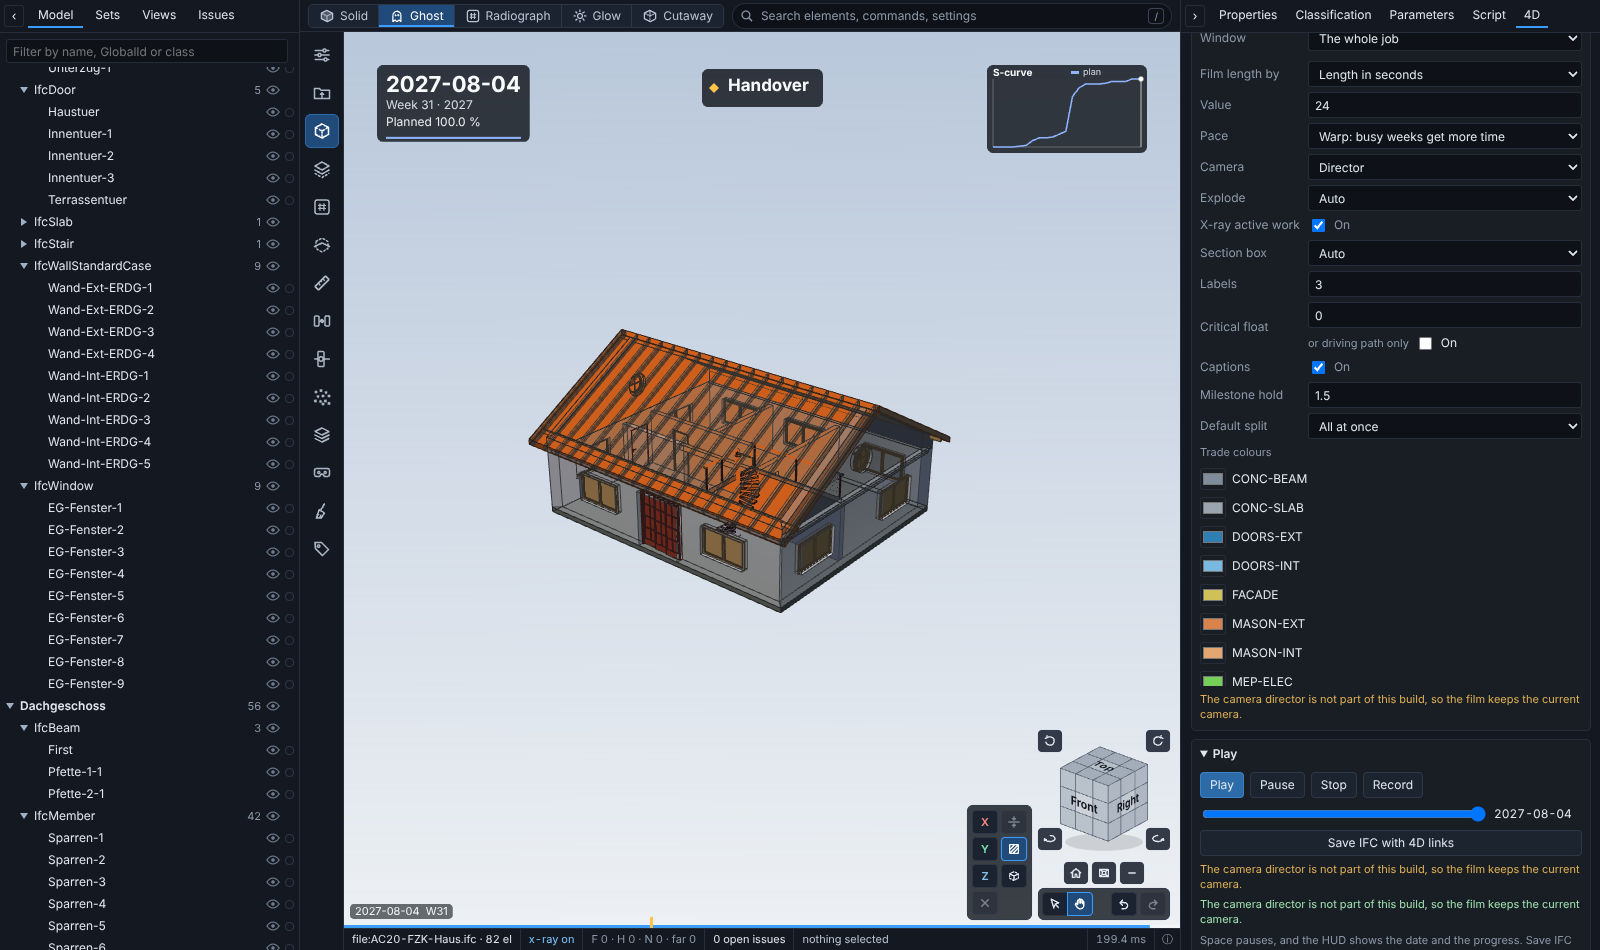 Model Sets Views Issues
Filter by name, GlobalId or class
Unterzug-1
IfcDoor 5
Haustuer
Innentuer-1
Innentuer-2
Innentuer-3
Terrassentuer
IfcSlab 1
IfcStair 1
IfcWallStandardCase 9
Wand-Ext-ERDG-1
Wand-Ext-ERDG-2
Wand-Ext-ERDG-3
Wand-Ext-ERDG-4
Wand-Int-ERDG-1
Wand-Int-ERDG-2
Wand-Int-ERDG-3
Wand-Int-ERDG-4
Wand-Int-ERDG-5
IfcWindow 9
EG-Fenster-1
EG-Fenster-2
EG-Fenster-3
EG-Fenster-4
EG-Fenster-5
EG-Fenster-6
EG-Fenster-7
EG-Fenster-8
EG-Fenster-9
Dachgeschoss 56
IfcBeam 3
First
Pfette-1-1
Pfette-2-1
IfcMember 42
Sparren-1
Sparren-2
Sparren-3
Sparren-4
Sparren-5
Sparren-6
Solid Ghost Radiograph Glow Cutaway
Search elements, commands, settings /
2027-08-04
Week 31 · 2027
Planned 100.0 %
Handover
S-curve plan
Top
Front
Right
X
Y
Z
2027-08-04 W31
file:AC20-FZK-Haus.ifc · 82 el x-ray on F 0 · H 0 · N 0 · far 0 0 open issues nothing selected 199.4 ms
Properties Classification Parameters Script 4D
Window The whole job
Film length by Length in seconds
Value 24
Pace Warp: busy weeks get more time
Camera Director
Explode Auto
X-ray active work On
Section box Auto
Labels 3
Critical float 0
or driving path only On
Captions On
Milestone hold 1.5
Default split All at once
Trade colours
CONC-BEAM
CONC-SLAB
DOORS-EXT
DOORS-INT
FACADE
MASON-EXT
MASON-INT
MEP-ELEC
The camera director is not part of this build, so the film keeps the current
camera.
Play
Play Pause Stop Record
2027-08-04
Save IFC with 4D links
The camera director is not part of this build, so the film keeps the current
camera.
The camera director is not part of this build, so the film keeps the current
camera.
Space pauses, and the HUD shows the date and the progress. Save IFC